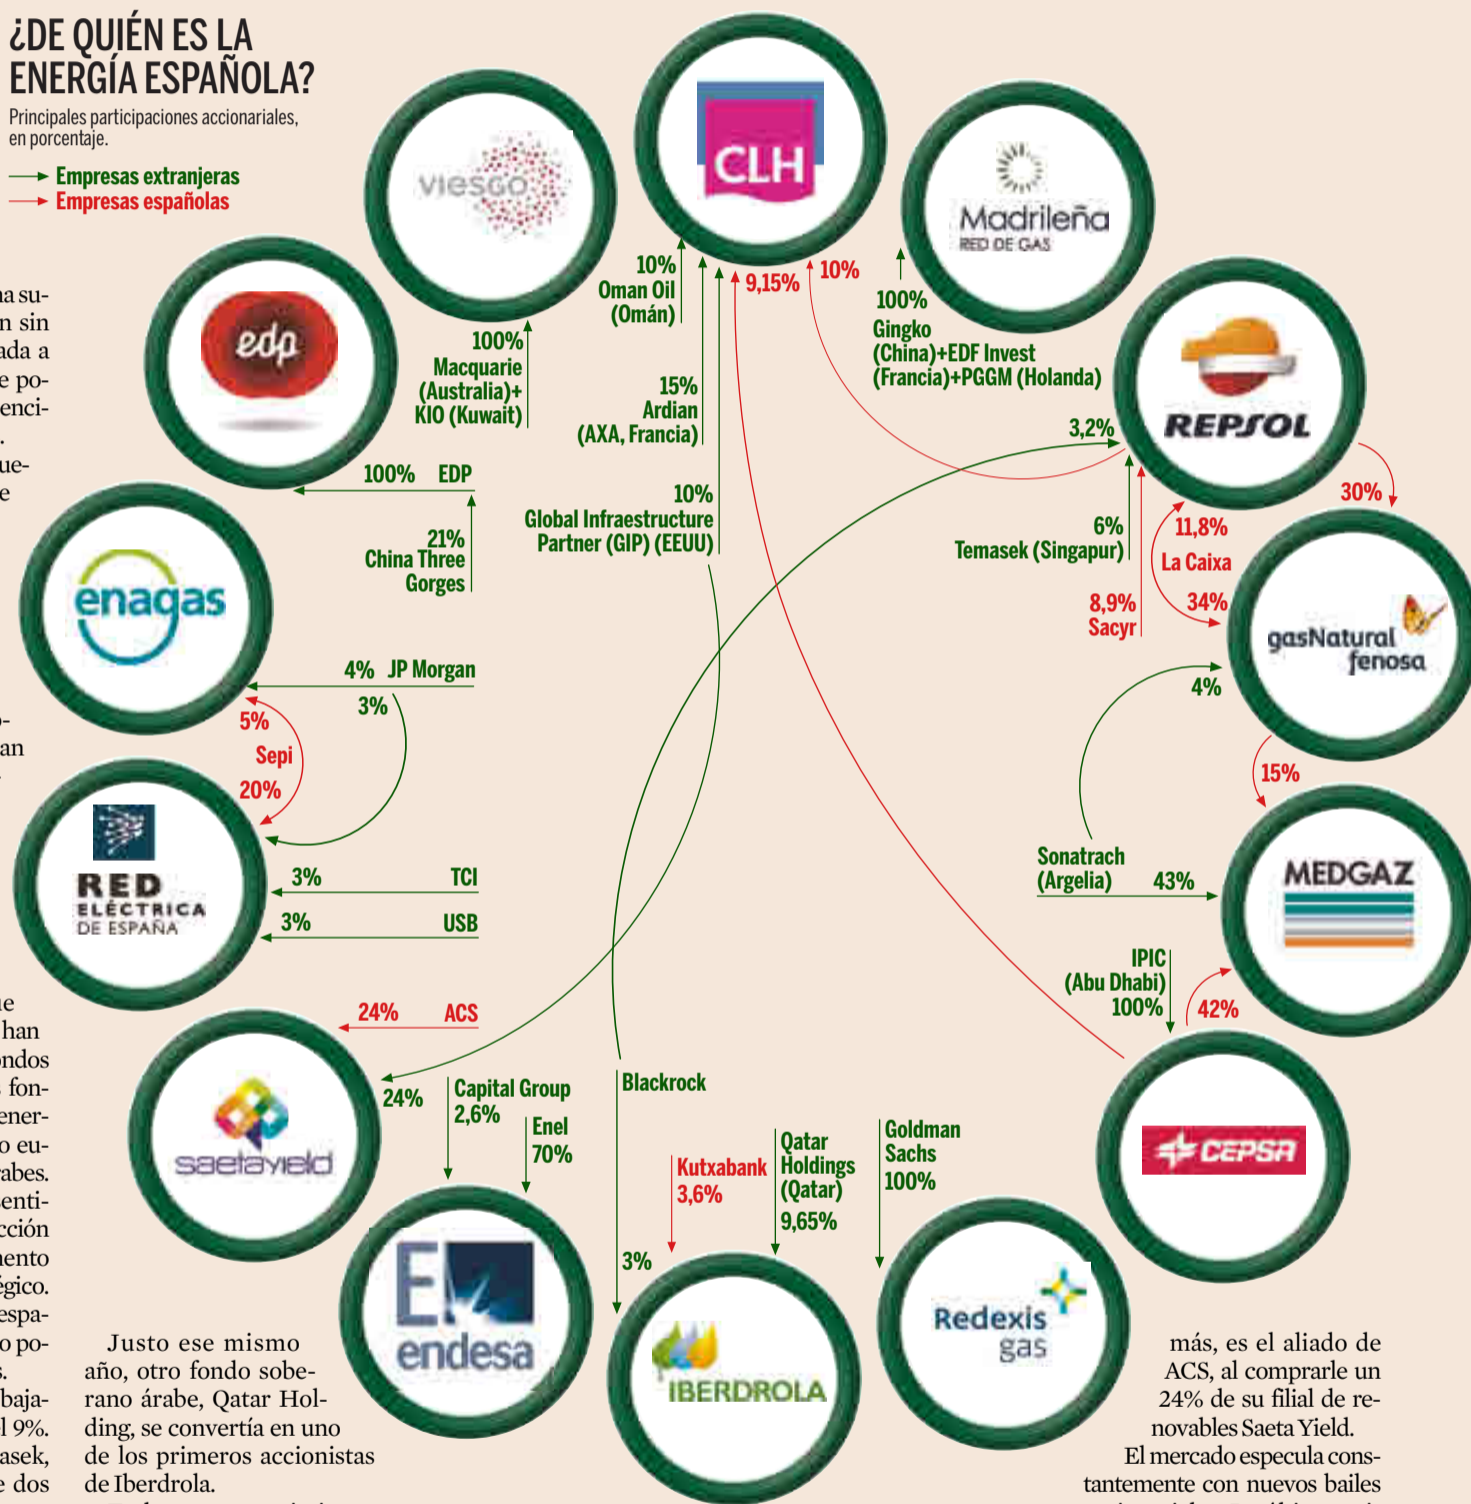 ¿DE QUIÉN ES LA
ENERGÍA ESPAÑOLA?
Principales participaciones accionariales,
en porcentaje.
Empresas extranjeras
Empresas españolas
viesgo
CLH
Madrileña
RED DE GAS
edp
REPSOL
enagas
gasNatural
fenosa
RED
ELÉCTRICA
DE ESPAÑA
MEDGAZ
saetayield
CEPSA
endesa
IBERDROLA
Redexis
gas
100%
Macquarie
(Australia)+
KIO (Kuwait)
10%
Oman Oil
(Omán)
15%
Ardian
(AXA, Francia)
10%
Global Infraestructure
Partner (GIP) (EEUU)
9,15%
10%
100%
Gingko
(China)+EDF Invest
(Francia)+PGGM (Holanda)
3,2%
6%
Temasek (Singapur)
8,9%
Sacyr
11,8%
La Caixa
34%
30%
4%
15%
Sonatrach
(Argelia) 43%
IPIC
(Abu Dhabi)
100%
42%
100% EDP
21%
China Three
Gorges
4% JP Morgan
3%
5%
Sepi
20%
3% TCI
3% USB
24% ACS
24%
Capital Group
2,6%
Enel
70%
Blackrock
3%
Kutxabank
3,6%
Qatar
Holdings
(Qatar)
9,65%
Goldman
Sachs
100%
Justo ese mismo
año, otro fondo sobe-
rano árabe, Qatar Hol-
ding, se convertía en uno
de los primeros accionistas
de Iberdrola.
más, es el aliado de
ACS, al comprarle un
24% de su filial de re-
novables Saeta Yield.
El mercado especula cons-
tantemente con nuevos bailes